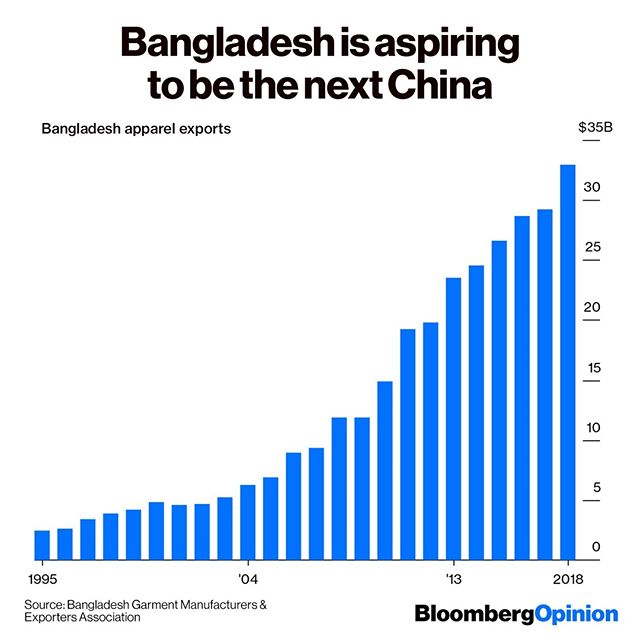 Bangladesh is aspiring
to be the next China
Bangladesh apparel exports
$35B
30
25
20
15
10
5
0
1995
'04
'13
2018
Source: Bangladesh Garment Manufacturers &
Exporters Association
BloombergOpinion